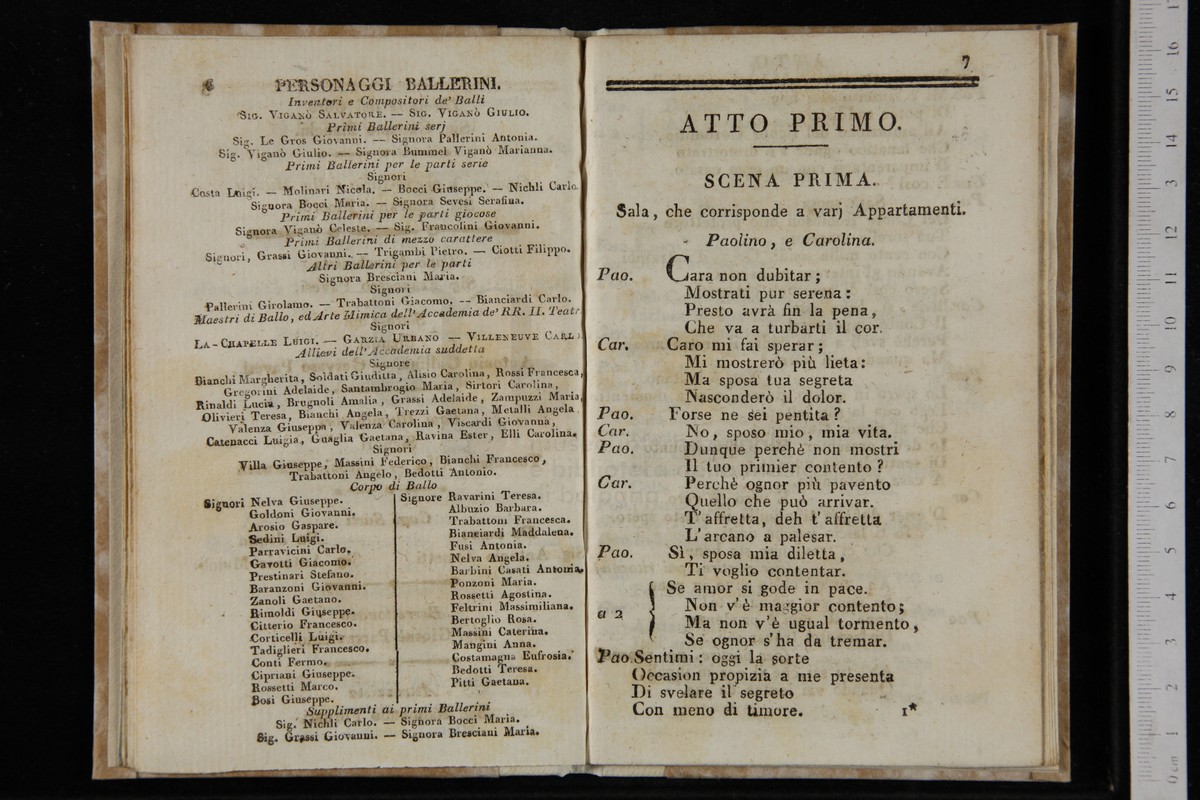 6
PERSONAGGI BALLERINI.
Inventori e Compositori de' Balli
SIG. VIGANÒ SALVATORE. — SIG. VIGANÒ GIULIO.
Primi Ballerini serj
Sig. Le Gros Giovanni. — Signora Pallerini Antonia.
Sig. Viganò Giulio. — Signora Bummel Viganò Marianna.
Primi Ballerini per le parti serie
Signori
Costa Luigi. — Molinari Nicola. — Bocci Giuseppe. — Nichli Carlo.
Signora Bocci Maria. — Signora Sevesi Serafina.
Primi Ballerini per le parti giocose
Signora Viganò Celeste. — Sig. Francolini Giovanni.
Primi Ballerini di mezzo carattere
Signori, Grassi Giovanni. — Trigambi Pietro. — Ciotti Filippo.
Altri Ballerini per le parti
Signora Bresciani Maria.
Signori
Pallerini Girolamo. — Trabattoni Giacomo. — Bianciardi Carlo.
Maestri di Ballo, ed Arte Mimica dell' Accademia de' RR. II. Teatr
Signori
LA-CHAPELLE LUIGI. — GARZIA URBANO — VILLENEUVE CARLO
Allievi dell' Accademia suddetta
Signore
Bianchi Margherita, Soldati Giuditta, Alisio Carolina, Rossi Francesca,
Gregorini Adelaide, Santambrogio Maria, Sirtori Carolina,
Rinaldi Lucia, Brugnoli Amalia, Grassi Adelaide, Zampuzzi Maria,
Olivieri Teresa, Bianchi Angela, Trezzi Gaetana, Metalli Angela.
Valenza Giuseppa, Valenza Carolina, Viscardi Giovanna,
Catenacci Luigia, Guaglia Gaetana, Ravina Ester, Elli Carolina.
Signori
Villa Giuseppe, Massini Federico, Bianchi Francesco,
Trabattoni Angelo, Bedotti Antonio.
Corpo di Ballo
Signori Nelva Giuseppe.
Goldoni Giovanni.
Arosio Gaspare.
Sedini Luigi.
Parravicini Carlo.
Gavotti Giacomo.
Prestinari Stefano.
Baranzoni Giovanni.
Zanoli Gaetano.
Rimoldi Giuseppe.
Citterio Francesco.
Corticelli Luigi.
Tadiglieri Francesco.
Conti Fermo.
Cipriani Giuseppe.
Rossetti Marco.
Bosi Giuseppe.
Signore Ravarini Teresa.
Albuzio Barbara.
Trabattoni Francesca.
Bianciardi Maddalena.
Fusi Antonia.
Nelva Angela.
Barbini Casati Antonia.
Ponzoni Maria.
Rossetti Agostina.
Feltrini Massimiliana.
Bertoglio Rosa.
Massini Caterina.
Mangini Anna.
Costamagna Eufrosia.
Bedotti Teresa.
Pitti Gaetana.
Supplimenti ai primi Ballerini
Sig. Nichli Carlo. — Signora Bocci Maria.
Sig. Grassi Giovanni. — Signora Bresciani Maria.
7
ATTO PRIMO.
SCENA PRIMA.
Sala, che corrisponde a varj Appartamenti.
Paolino, e Carolina.
Pao. Cara non dubitar;
Mostrati pur serena:
Presto avrà fin la pena,
Che va a turbarti il cor.
Car. Caro mi fai sperar;
Mi mostrerò più lieta:
Ma sposa tua segreta
Nasconderò il dolor.
Pao. Forse ne sei pentita?
Car. No, sposo mio, mia vita.
Pao. Dunque perchè non mostri
Il tuo primier contento?
Car. Perchè ognor più pavento
Quello che può arrivar.
T' affretta, deh t' affretta
L' arcano a palesar.
Pao. Sì, sposa mia diletta,
Ti voglio contentar.
a 2 { Se amor si gode in pace.
Non v' è maggior contento;
Ma non v' è ugual tormento,
Se ognor s' ha da tremar.
Pao. Sentimi: oggi la sorte
Occasion propizia a me presenta
Di svelare il segreto
Con meno di timore.
1*
0 cm 1 2 3 4 5 6 7 8 9 10 11 12 13 14 15 16 17